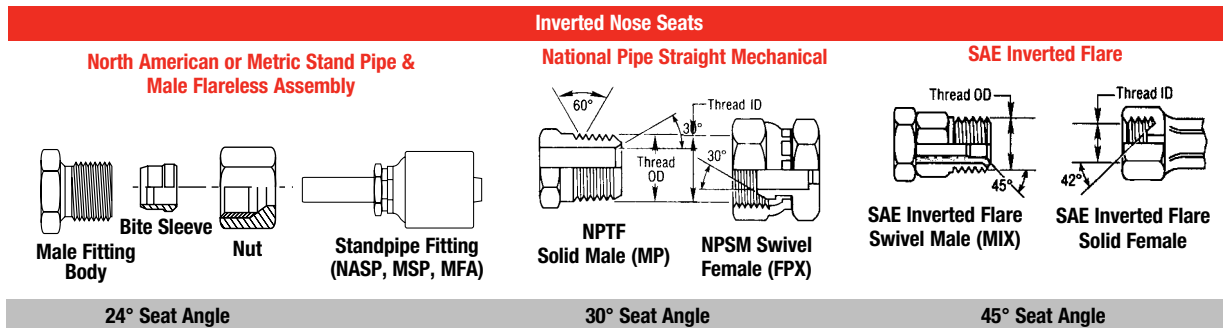 Inverted Nose Seats
North American or Metric Stand Pipe &
Male Flareless Assembly
Male Fitting
Body
Bite Sleeve
Nut
Standpipe Fitting
(NASP, MSP, MFA)
24° Seat Angle
National Pipe Straight Mechanical
60°
Thread ID
30°
Thread
OD
30°
NPTF
Solid Male (MP)
NPSM Swivel
Female (FPX)
30° Seat Angle
SAE Inverted Flare
Thread OD
45°
Thread ID
42°
SAE Inverted Flare
Swivel Male (MIX)
SAE Inverted Flare
Solid Female
45° Seat Angle